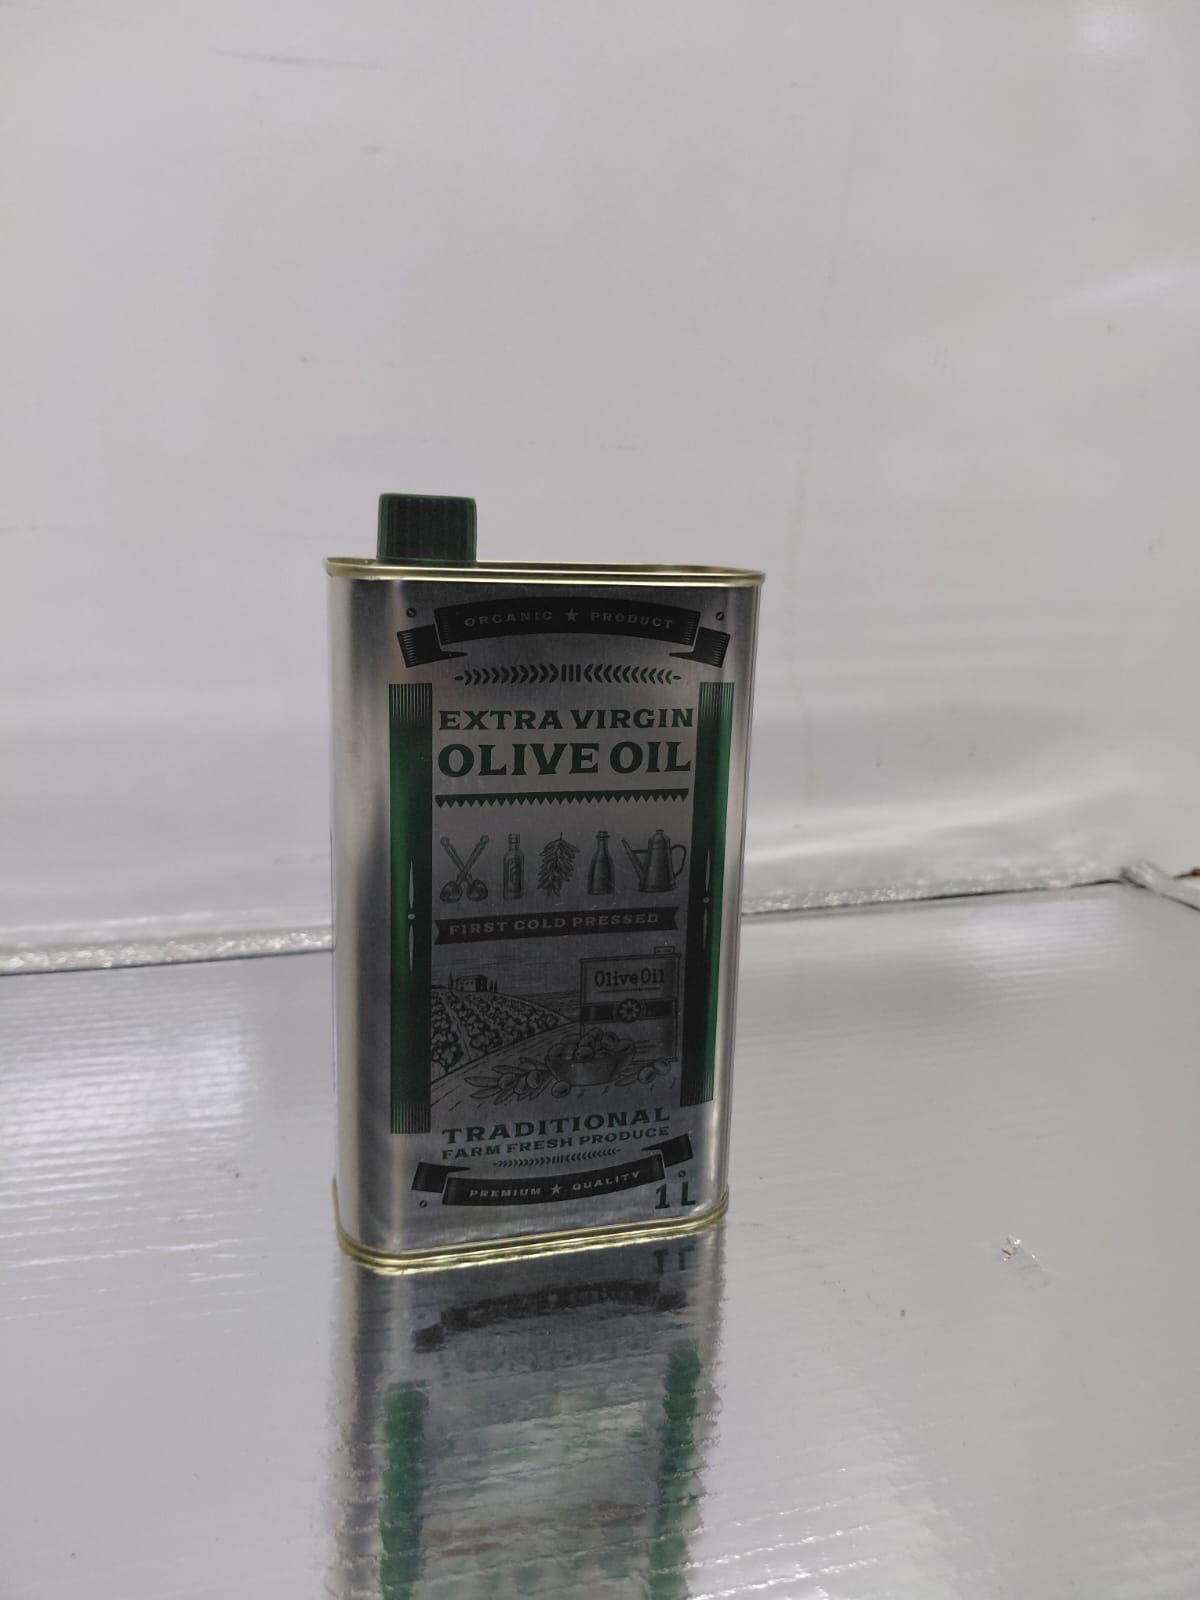 ORGANIC ★ PRODUCT
EXTRA VIRGIN
OLIVE OIL
FIRST COLD PRESSED
Olive Oil
TRADITIONAL
FARM FRESH PRODUCE
PREMIUM ★ QUALITY
1 L